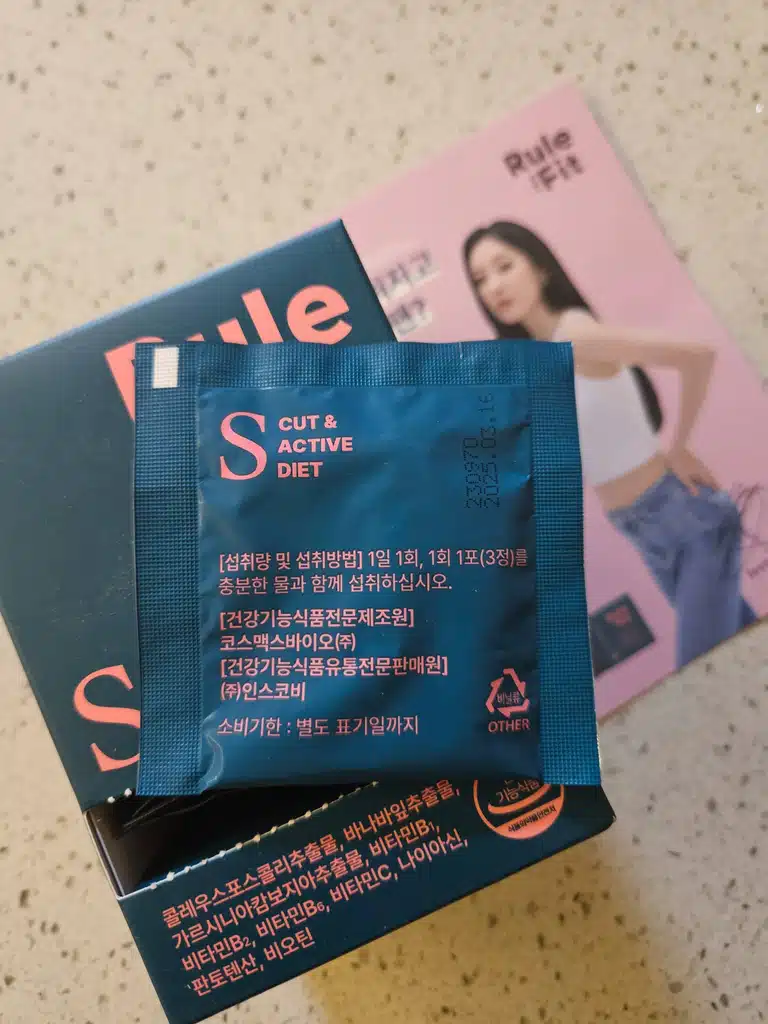 Rule
Fit
Rule
S CUT &
ACTIVE
DIET
230970
2025.03.16
[섭취량 및 섭취방법] 1일 1회, 1회 1포(3정)를
충분한 물과 함께 섭취하십시오.
[건강기능식품전문제조원]
코스맥스바이오㈜
[건강기능식품유통전문판매원]
㈜인스코비
소비기한 : 별도 표기일까지
비닐류
OTHER
S
기능식품
콜레우스포스콜리추출물, 바나바잎추출물,
가르시니아캄보지아추출물, 비타민B₁,
비타민B₂, 비타민B₆, 비타민C, 나이아신,
판토텐산, 비오틴